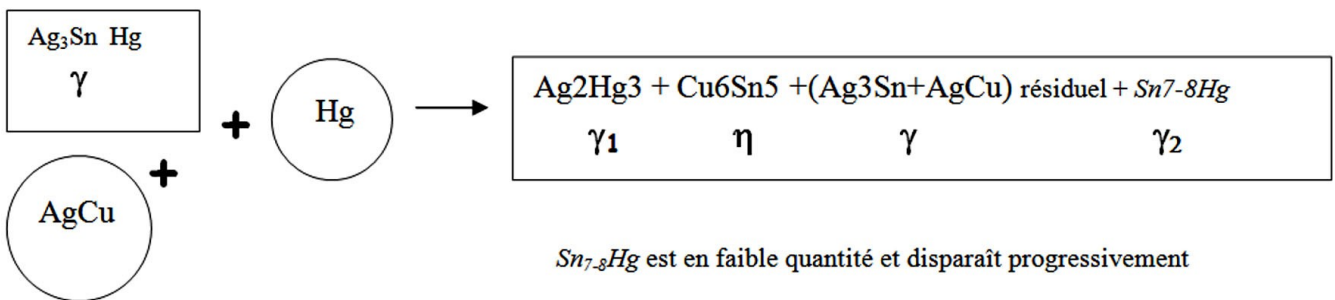 Ag₃Sn Hg
γ
+
Hg
AgCu
+
Ag2Hg3 + Cu6Sn5 +(Ag3Sn+AgCu) résiduel + Sn7-8Hg
γ1 η γ γ2
Sn₇₋₈Hg est en faible quantité et disparaît progressivement